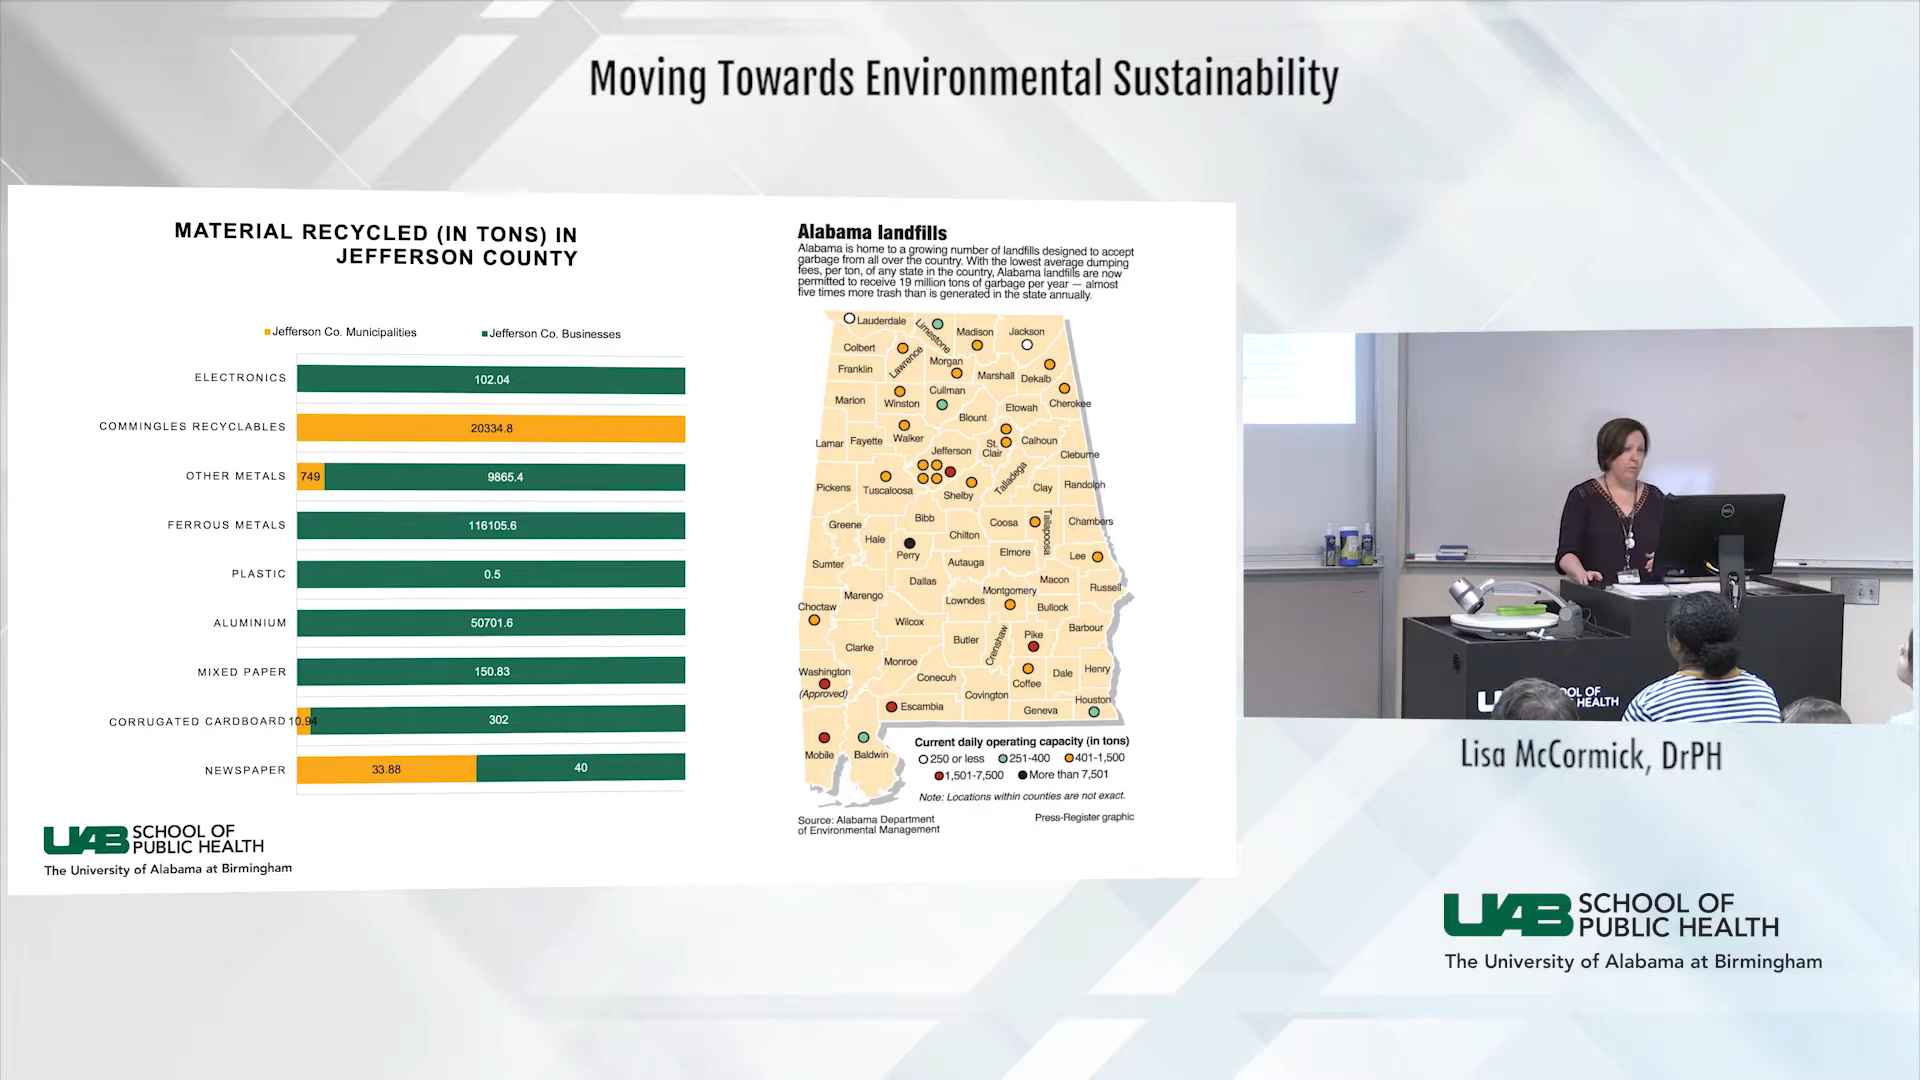 Moving Towards Environmental Sustainability
MATERIAL RECYCLED (IN TONS) IN
JEFFERSON COUNTY
Jefferson Co. Municipalities
Jefferson Co. Businesses
ELECTRONICS
102.04
COMMINGLES RECYCLABLES
20334.8
OTHER METALS
749
9865.4
FERROUS METALS
116105.6
PLASTIC
0.5
ALUMINIUM
50701.6
MIXED PAPER
150.83
CORRUGATED CARDBOARD
10.94
302
NEWSPAPER
33.88
40
UAB SCHOOL OF
PUBLIC HEALTH
The University of Alabama at Birmingham
Alabama landfills
Alabama is home to a growing number of landfills designed to accept
garbage from all over the country. With the lowest average dumping
fees, per ton, of any state in the country, Alabama landfills are now
permitted to receive 19 million tons of garbage per year — almost
five times more trash than is generated in the state annually.
Lauderdale
Limestone
Madison
Jackson
Colbert
Lawrence
Morgan
Franklin
Marshall
Dekalb
Marion
Winston
Cullman
Cherokee
Etowah
Blount
Lamar
Fayette
Walker
Jefferson
St.
Clair
Calhoun
Cleburne
Pickens
Tuscaloosa
Shelby
Talladega
Clay
Randolph
Greene
Bibb
Hale
Chilton
Coosa
Tallapoosa
Chambers
Perry
Elmore
Lee
Sumter
Autauga
Dallas
Macon
Russell
Marengo
Lowndes
Montgomery
Bullock
Choctaw
Wilcox
Butler
Crenshaw
Pike
Barbour
Clarke
Monroe
Washington
(Approved)
Conecuh
Coffee
Dale
Henry
Covington
Escambia
Geneva
Houston
Mobile
Baldwin
Current daily operating capacity (in tons)
250 or less
251-400
401-1,500
1,501-7,500
More than 7,501
Note: Locations within counties are not exact.
Source: Alabama Department
of Environmental Management
Press-Register graphic
DELL
SCHOOL OF
HEALTH
Lisa McCormick, DrPH
UAB SCHOOL OF
PUBLIC HEALTH
The University of Alabama at Birmingham